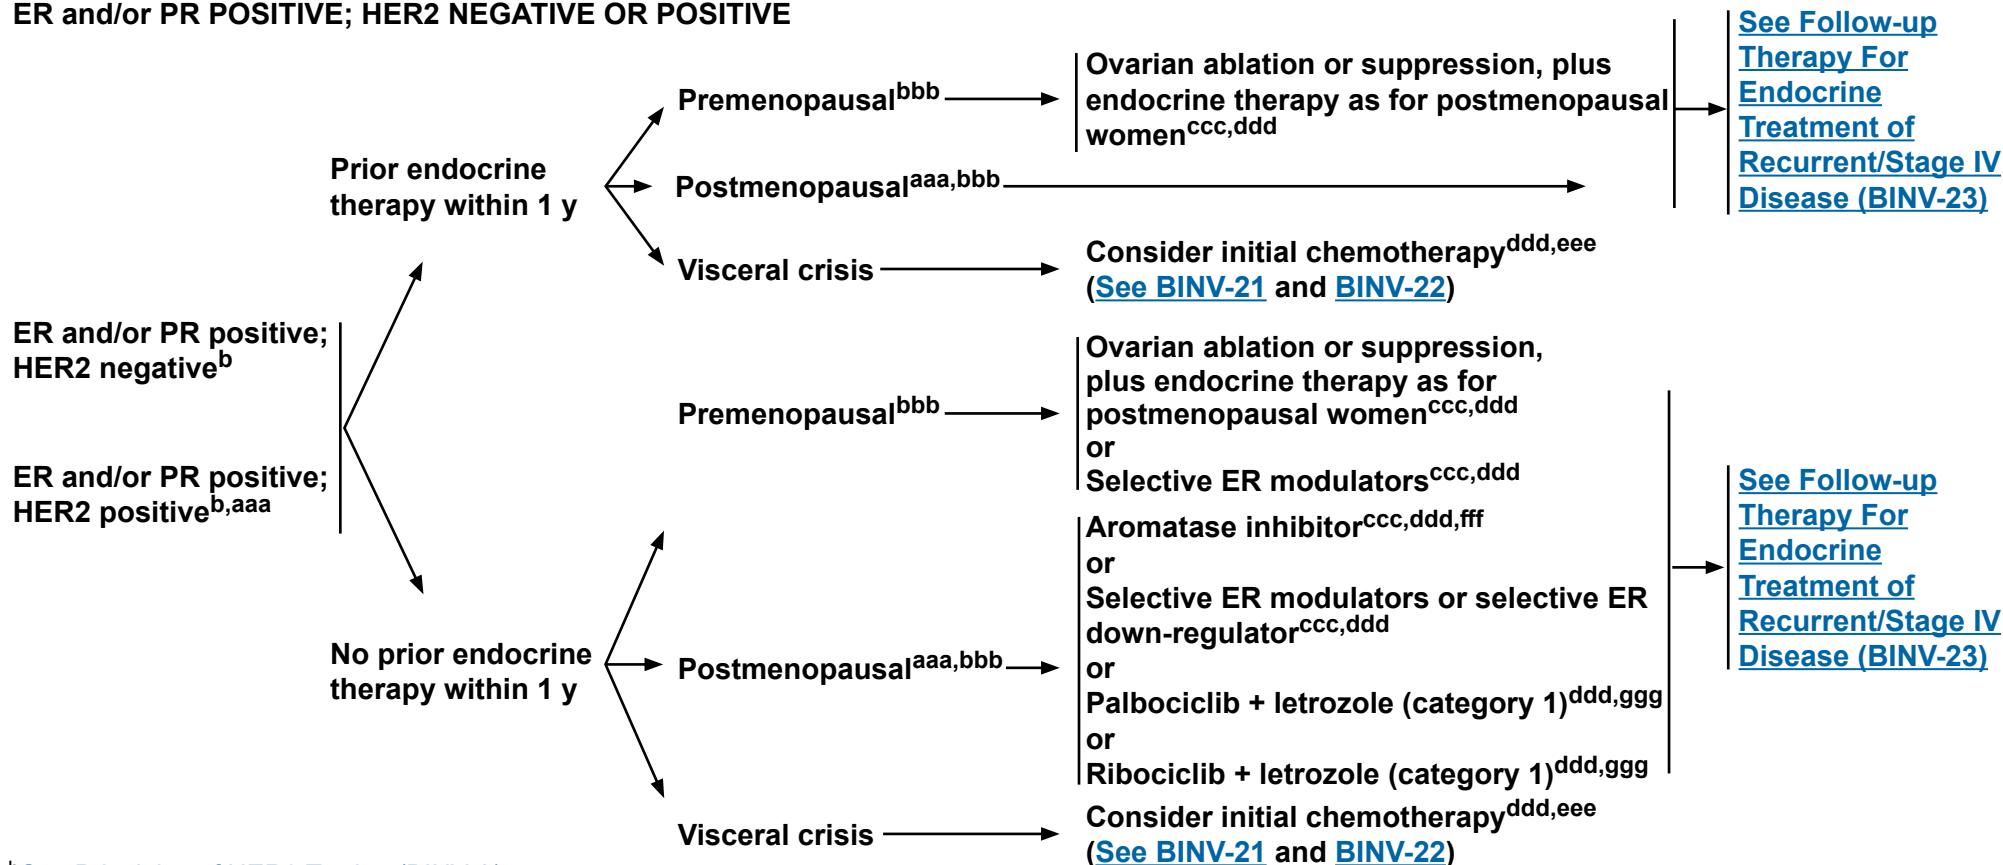 ER and/or PR POSITIVE; HER2 NEGATIVE OR POSITIVE
ER and/or PR positive;
HER2 negativeb
ER and/or PR positive;
HER2 positiveb,aaa
Prior endocrine
therapy within 1 y
Premenopausalbbb
Ovarian ablation or suppression, plus
endocrine therapy as for postmenopausal
womenccc,ddd
Postmenopausalaaa,bbb
Visceral crisis
Consider initial chemotherapyddd,eee
(See BINV-21 and BINV-22)
See Follow-up
Therapy For
Endocrine
Treatment of
Recurrent/Stage IV
Disease (BINV-23)
No prior endocrine
therapy within 1 y
Premenopausalbbb
Ovarian ablation or suppression,
plus endocrine therapy as for
postmenopausal womenccc,ddd
or
Selective ER modulatorsccc,ddd
Postmenopausalaaa,bbb
Aromatase inhibitorccc,ddd,fff
or
Selective ER modulators or selective ER
down-regulatorccc,ddd
or
Palbociclib + letrozole (category 1)ddd,ggg
or
Ribociclib + letrozole (category 1)ddd,ggg
Visceral crisis
Consider initial chemotherapyddd,eee
(See BINV-21 and BINV-22)
See Follow-up
Therapy For
Endocrine
Treatment of
Recurrent/Stage IV
Disease (BINV-23)